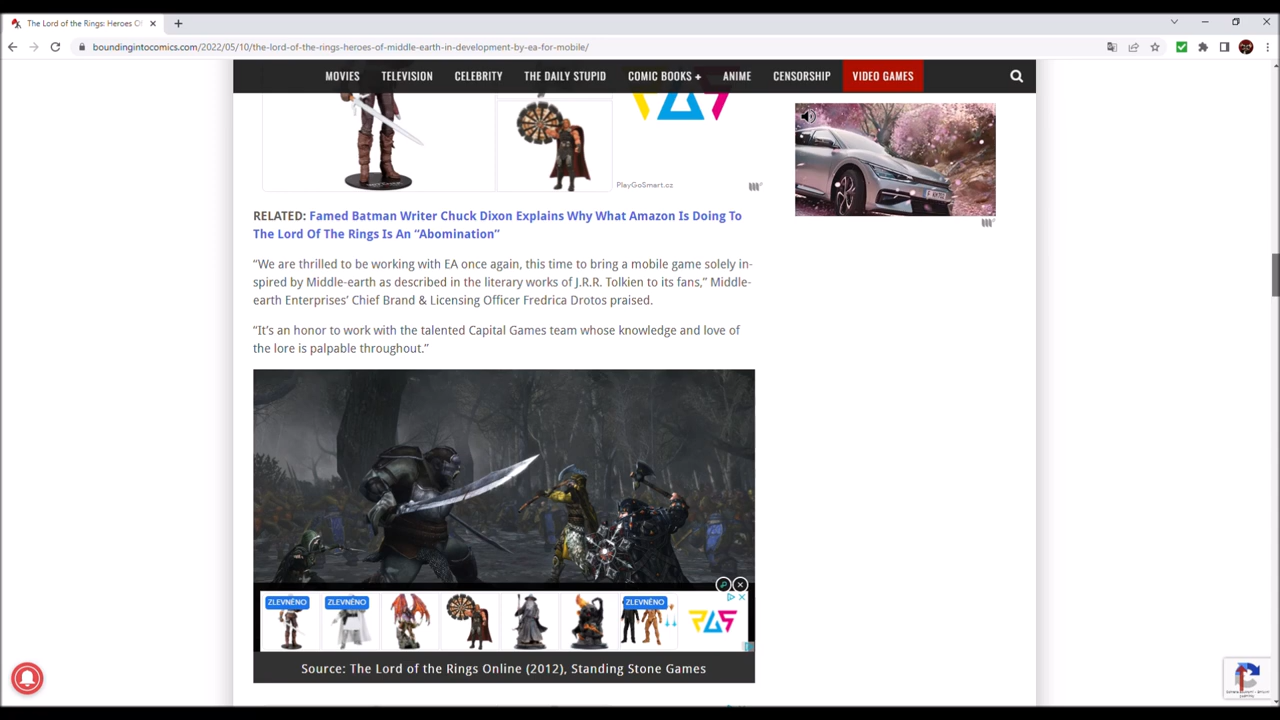 The Lord of the Rings: Heroes Of
boundingintocomics.com/2022/05/10/the-lord-of-the-rings-heroes-of-middle-earth-in-development-by-ea-for-mobile/
MOVIES TELEVISION CELEBRITY THE DAILY STUPID COMIC BOOKS + ANIME CENSORSHIP VIDEO GAMES
PlayGoSmart.cz
RELATED: Famed Batman Writer Chuck Dixon Explains Why What Amazon Is Doing To
The Lord Of The Rings Is An “Abomination”
“We are thrilled to be working with EA once again, this time to bring a mobile game solely in-
spired by Middle-earth as described in the literary works of J.R.R. Tolkien to its fans,” Middle-
earth Enterprises’ Chief Brand & Licensing Officer Fredrica Drotos praised.
“It’s an honor to work with the talented Capital Games team whose knowledge and love of
the lore is palpable throughout.”
ZLEVNĚNO ZLEVNĚNO ZLEVNĚNO
Source: The Lord of the Rings Online (2012), Standing Stone Games